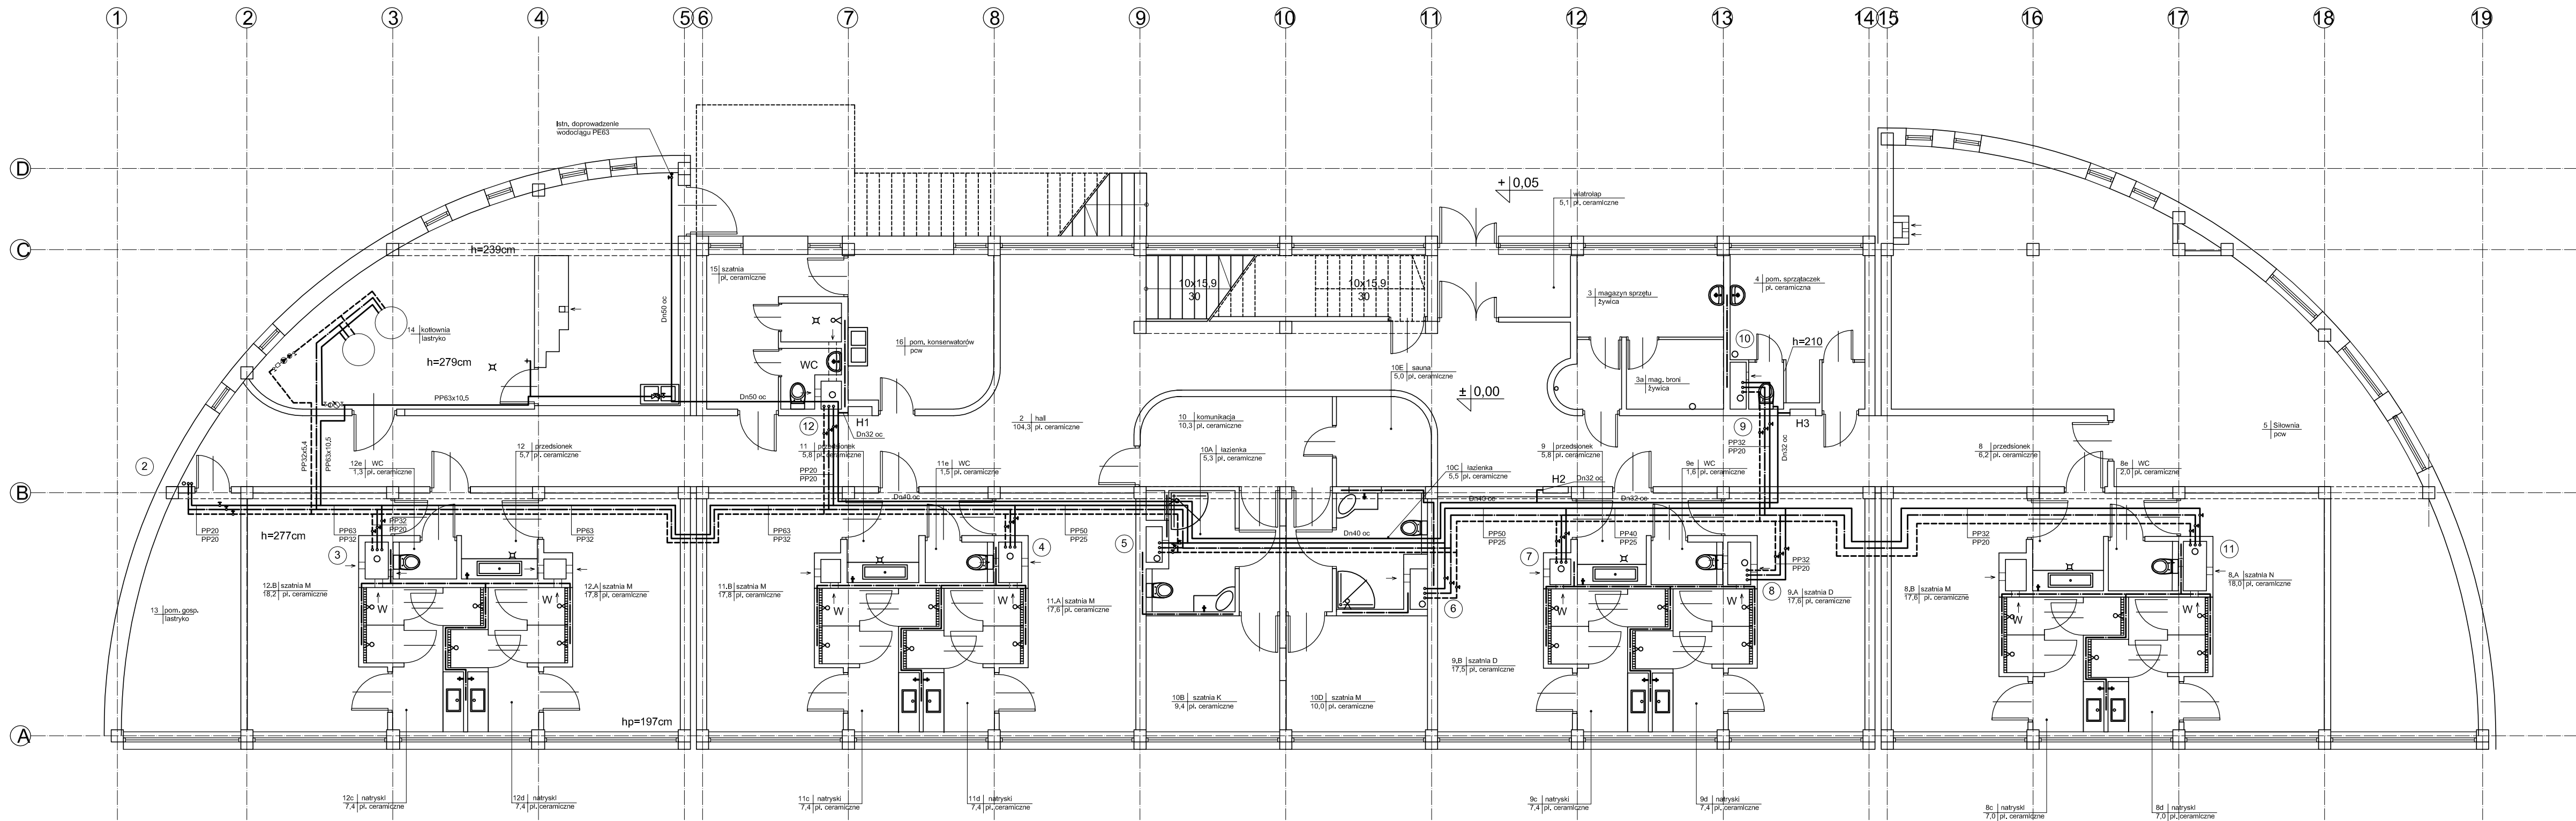 1 2 3 4 5 6 7 8 9 10 11 12 13 14 15 16 17 18 19
Istn. doprowadzenie
wodociągu PE63
D
+ 0,05
wiatrołap
5,1 pł. ceramiczne
C
h=239cm
15 szatnia
pł. ceramiczne
10x15,9
30
10x15,9
30
3 magazyn sprzętu
żywica
4 pom. sprzątaczek
pł. ceramiczna
Dn50 oc
14 kotłownia
lastryko
h=279cm
16 pom. konserwatorów
pcw
WC
10
h=210
10E sauna
5,0 pł. ceramiczne
3a mag. broni
żywica
± 0,00
PP63x10,5
Dn50 oc
H1
Dn32 oc
12
2 hall
104,3 pł. ceramiczne
10 komunikacja
10,3 pł. ceramiczne
9
H3
5 Siłownia
pcw
PP32x5,4
PP63x10,5
2
12 przedsionek
5,7 pł. ceramiczne
11 przedsionek
5,8 pł. ceramiczne
10A łazienka
5,3 pł. ceramiczne
9 przedsionek
5,8 pł. ceramiczne
PP32
PP20
Dn32 oc
8 przedsionek
6,2 pł. ceramiczne
12e WC
1,3 pł. ceramiczne
PP20
PP20
11e WC
1,5 pł. ceramiczne
10C łazienka
5,5 pł. ceramiczne
9e WC
1,6 pł. ceramiczne
8e WC
2,0 pł. ceramiczne
H2
Dn32 oc
B
Dn40 oc
Dn40 oc
Dn32 oc
PP20
PP20
PP63
PP32
PP32
PP20
PP63
PP32
PP63
PP32
PP50
PP25
Dn40 oc
PP50
PP25
PP40
PP25
PP32
PP20
h=277cm
3
4
5
7
PP32
PP20
11
12.B szatnia M
18,2 pł. ceramiczne
12.A szatnia M
17,8 pł. ceramiczne
11.B szatnia M
17,8 pł. ceramiczne
11.A szatnia M
17,6 pł. ceramiczne
6
8
9.A szatnia D
17,6 pł. ceramiczne
8.B szatnia M
17,6 pł. ceramiczne
8.A szatnia N
18,0 pł. ceramiczne
W
W
W
W
W
W
W
W
13 pom. gosp.
lastryko
9.B szatnia D
17,5 pł. ceramiczne
10B szatnia K
9,4 pł. ceramiczne
10D szatnia M
10,0 pł. ceramiczne
hp=197cm
A
12c natryski
7,4 pł. ceramiczne
12d natryski
7,4 pł. ceramiczne
11c natryski
7,4 pł. ceramiczne
11d natryski
7,4 pł. ceramiczne
9c natryski
7,4 pł. ceramiczne
9d natryski
7,4 pł. ceramiczne
8c natryski
7,0 pł. ceramiczne
8d natryski
7,0 pł. ceramiczne